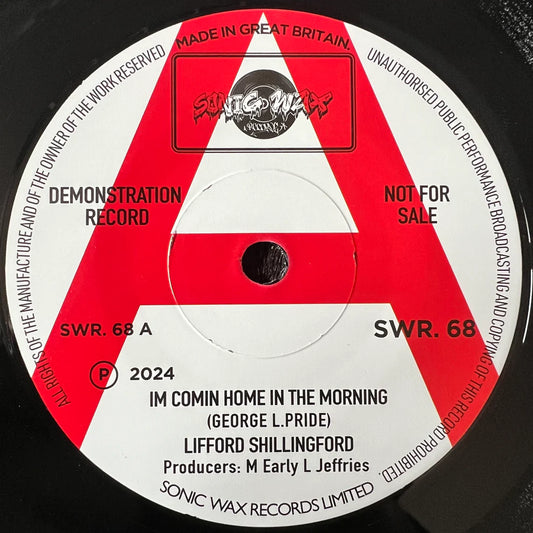 MADE IN GREAT BRITAIN.
SONIC WAX
RECORDS
ALL RIGHTS OF THE MANUFACTURE AND OF THE OWNER OF THE WORK RESERVED
UNAUTHORISED PUBLIC PERFORMANCE BROADCASTING AND COPYING OF THIS RECORD PROHIBITED.
DEMONSTRATION
RECORD
NOT FOR
SALE
SWR. 68 A
SWR. 68
Ⓟ 2024
IM COMIN HOME IN THE MORNING
(GEORGE L.PRIDE)
LIFFORD SHILLINGFORD
Producers: M Early L Jeffries
SONIC WAX RECORDS LIMITED
A